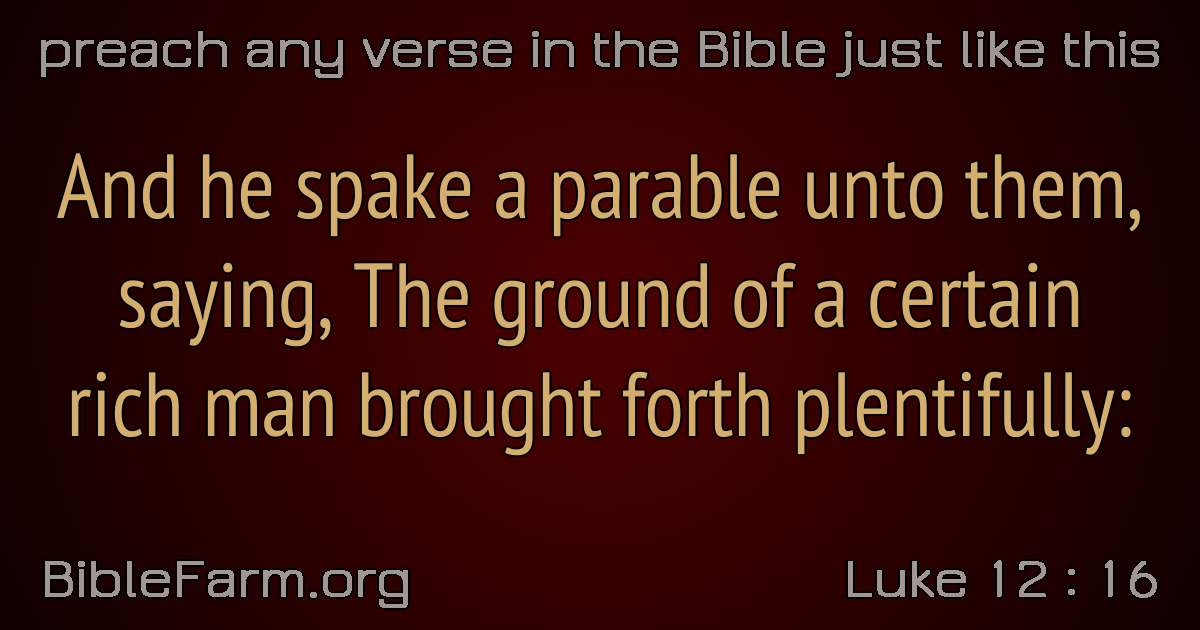 preach any verse in the Bible just like this
And he spake a parable unto them,
saying, The ground of a certain
rich man brought forth plentifully:
BibleFarm.org
Luke 12 : 16